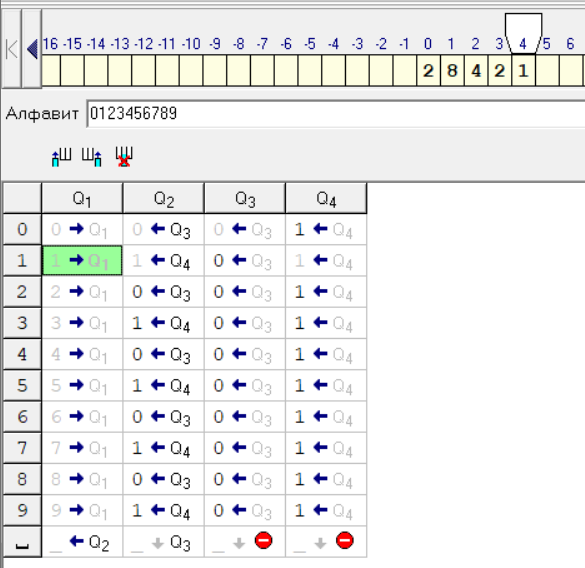 16 -15 -14 -13 -12 -11 -10 -9 -8 -7 -6 -5 -4 -3 -2 -1 0 1 2 3 4 5 6
2 8 4 2 1
Алфавит 0123456789
Q1 Q2 Q3 Q4
0 0 → Q1 0 ← Q3 0 ← Q3 1 ← Q4
1 1 → Q1 1 ← Q4 0 ← Q3 1 ← Q4
2 2 → Q1 0 ← Q3 0 ← Q3 1 ← Q4
3 3 → Q1 1 ← Q4 0 ← Q3 1 ← Q4
4 4 → Q1 0 ← Q3 0 ← Q3 1 ← Q4
5 5 → Q1 1 ← Q4 0 ← Q3 1 ← Q4
6 6 → Q1 0 ← Q3 0 ← Q3 1 ← Q4
7 7 → Q1 1 ← Q4 0 ← Q3 1 ← Q4
8 8 → Q1 0 ← Q3 0 ← Q3 1 ← Q4
9 9 → Q1 1 ← Q4 0 ← Q3 1 ← Q4
␣ _ ← Q2 _ ↓ Q3 _ ↓ _ ↓